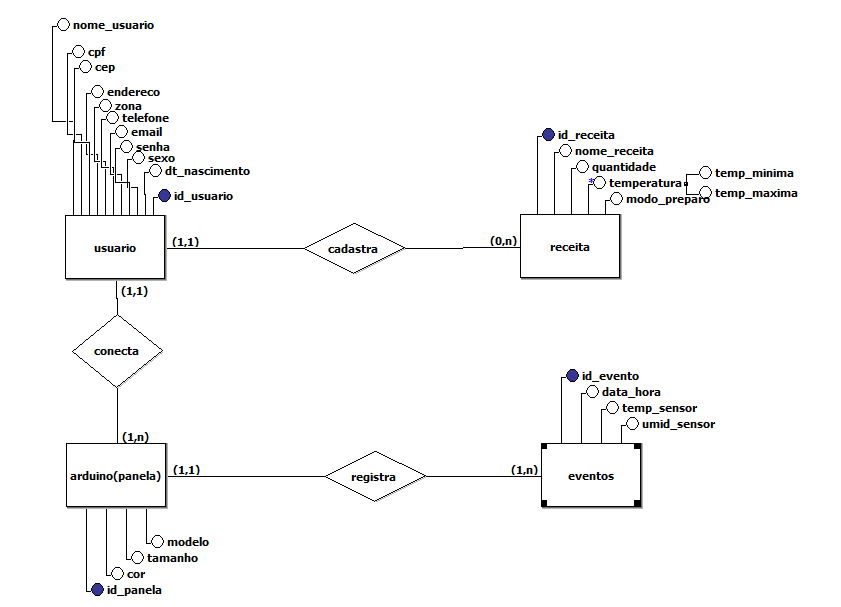 nome_usuario
cpf
cep
endereco
zona
telefone
email
senha
sexo
dt_nascimento
id_usuario
usuario
(1,1)
cadastra
(0,n)
id_receita
nome_receita
quantidade
* temperatura
temp_minima
temp_maxima
modo_preparo
receita
(1,1)
conecta
(1,n)
arduino(panela)
(1,1)
registra
(1,n)
id_evento
data_hora
temp_sensor
umid_sensor
eventos
modelo
tamanho
cor
id_panela